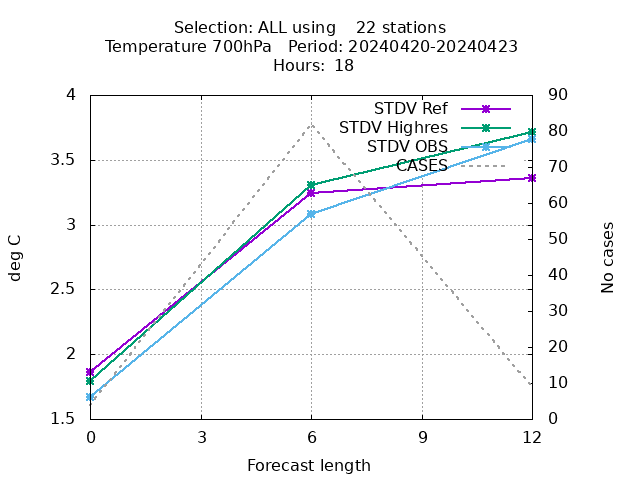 Selection: ALL using    22 stations
Temperature 700hPa   Period: 20240420-20240423
Hours:  18
STDV Ref
STDV Highres
STDV OBS
CASES
deg C
4
3.5
3
2.5
2
1.5
90
80
70
60
50
40
30
20
10
0
No cases
0 3 6 9 12
Forecast length